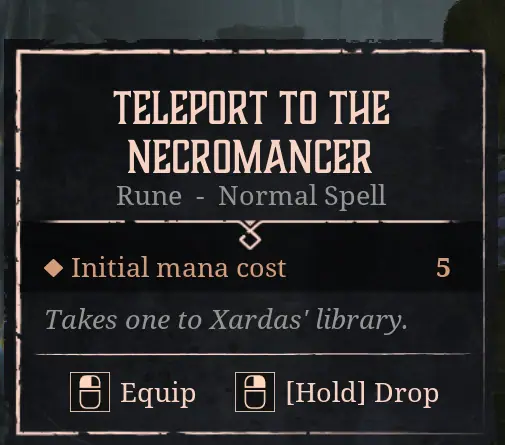 TELEPORT TO THE
NECROMANCER
Rune - Normal Spell
Initial mana cost 5
Takes one to Xardas' library.
Equip [Hold] Drop